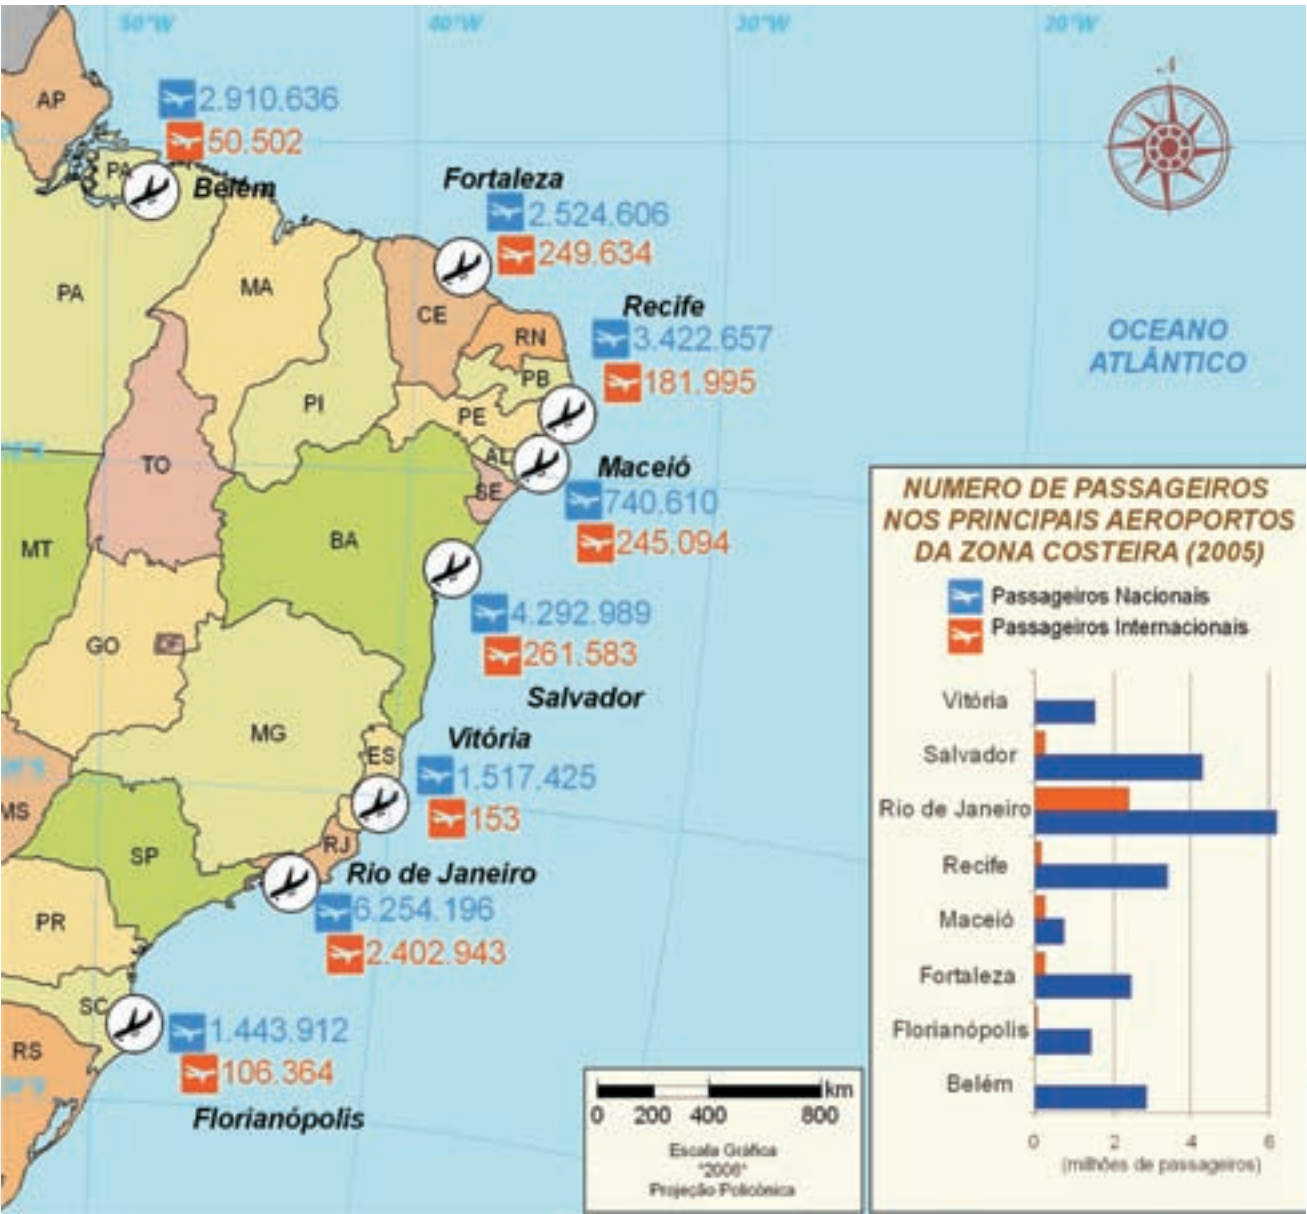 50°W
40°W
30°W
20°W
N
AP
2.910.636
50.502
PA
Belém
Fortaleza
2.524.606
249.634
PA
MA
CE
RN
Recife
3.422.657
181.995
OCEANO
ATLÂNTICO
PB
PI
PE
TO
AL
SE
Maceió
740.610
245.094
MT
BA
4.292.989
261.583
Salvador
GO
DF
MG
ES
Vitória
1.517.425
153
MS
SP
RJ
Rio de Janeiro
6.254.196
2.402.943
PR
SC
1.443.912
106.364
Florianópolis
RS
NUMERO DE PASSAGEIROS
NOS PRINCIPAIS AEROPORTOS
DA ZONA COSTEIRA (2005)
Passageiros Nacionais
Passageiros Internacionais
Vitória
Salvador
Rio de Janeiro
Recife
Maceió
Fortaleza
Florianópolis
Belém
0 2 4 6
(milhões de passageiros)
km
0 200 400 800
Escala Gráfica
"2006"
Projeção Policônica